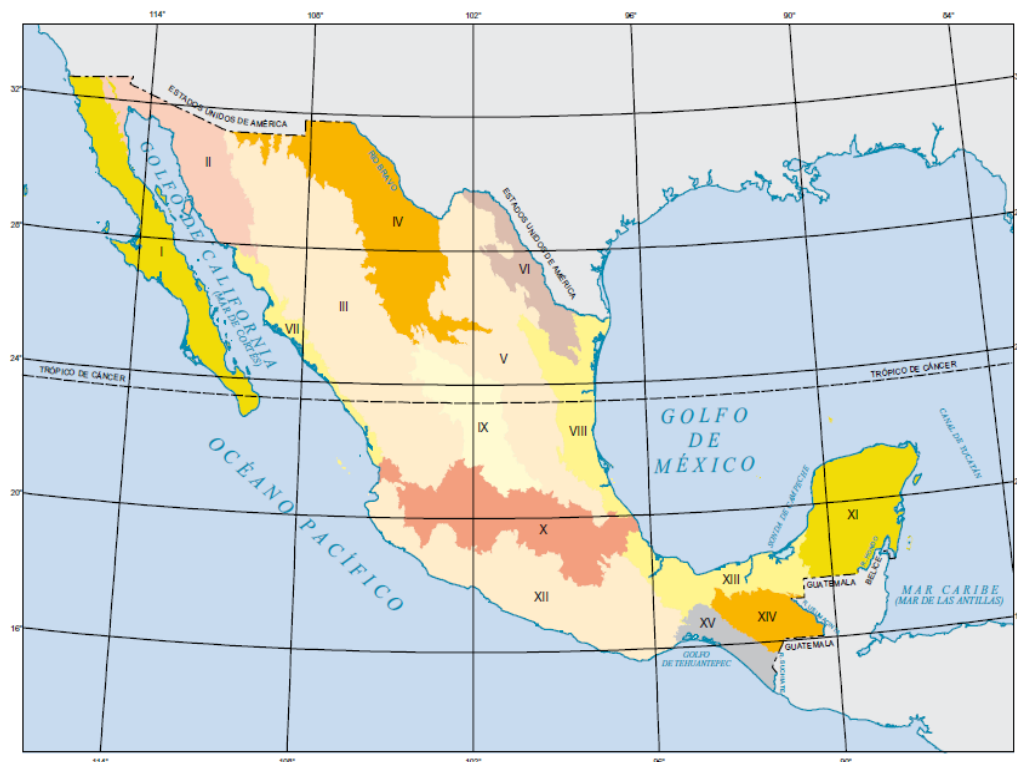 114°
108°
102°
96°
90°
84°
32°
ESTADOS UNIDOS DE AMÉRICA
II
RÍO BRAVO
GOLFO DE CALIFORNIA
(MAR DE CORTÉS)
28°
IV
ESTADOS UNIDOS DE AMÉRICA
I
VI
III
VII
V
24°
TRÓPICO DE CÁNCER
TRÓPICO DE CÁNCER
IX
VIII
GOLFO
DE
MÉXICO
CANAL DE YUCATÁN
OCÉANO PACÍFICO
20°
SONDA DE CAMPECHE
XI
X
R. HONDO
BELICE
XIII
GUATEMALA
MAR CARIBE
(MAR DE LAS ANTILLAS)
XII
XV
XIV
16°
GUATEMALA
GOLFO
DE TEHUANTEPEC
R. SUCHIATE
114°
108°
102°
96°
90°